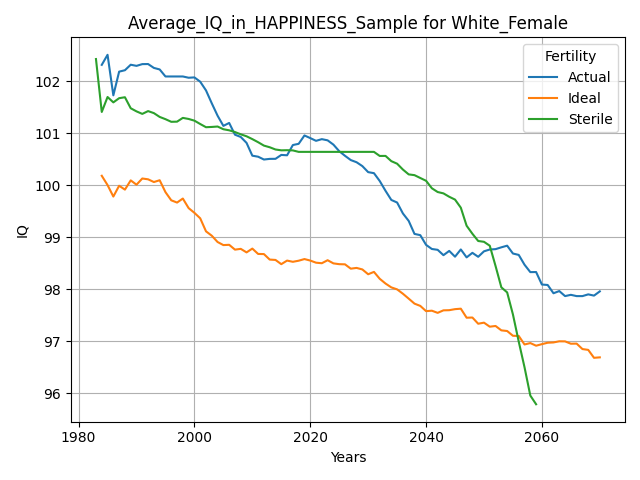 Average_IQ_in_HAPPINESS_Sample for White_Female
Fertility
Actual
Ideal
Sterile
IQ
102
101
100
99
98
97
96
1980
2000
2020
2040
2060
Years